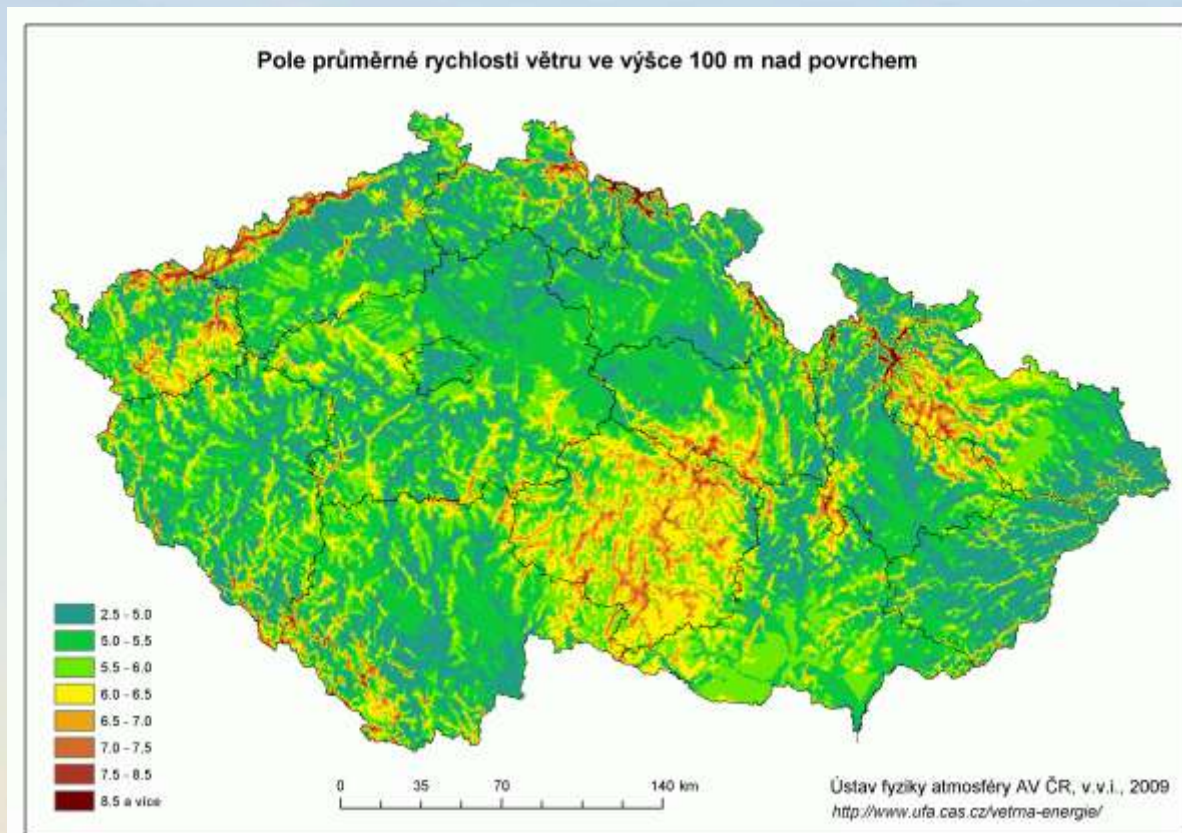 Pole průměrné rychlosti větru ve výšce 100 m nad povrchem
2.5 - 5.0
5.0 - 5.5
5.5 - 6.0
6.0 - 6.5
6.5 - 7.0
7.0 - 7.5
7.5 - 8.5
8.5 a více
0 35 70 140 km
Ústav fyziky atmosféry AV ČR, v.v.i., 2009
http://www.ufa.cas.cz/vetrna-energie/